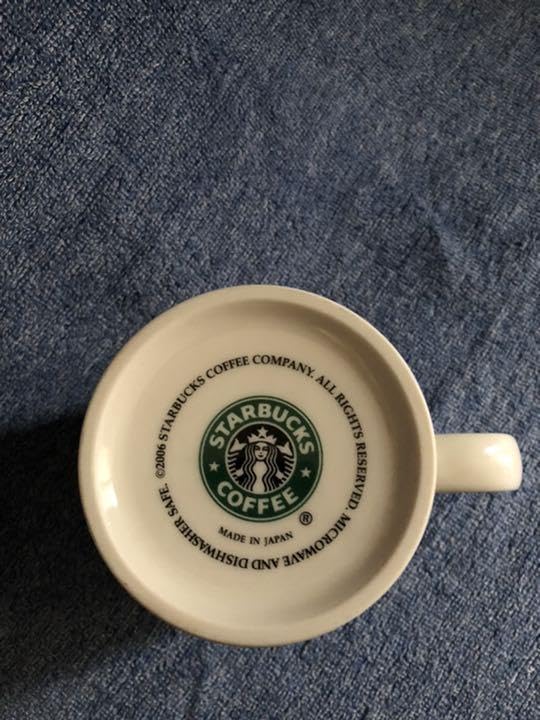 ©2006 STARBUCKS COFFEE COMPANY. ALL RIGHTS RESERVED. MICROWAVE AND DISHWASHER SAFE.
STARBUCKS
COFFEE
®
MADE IN JAPAN